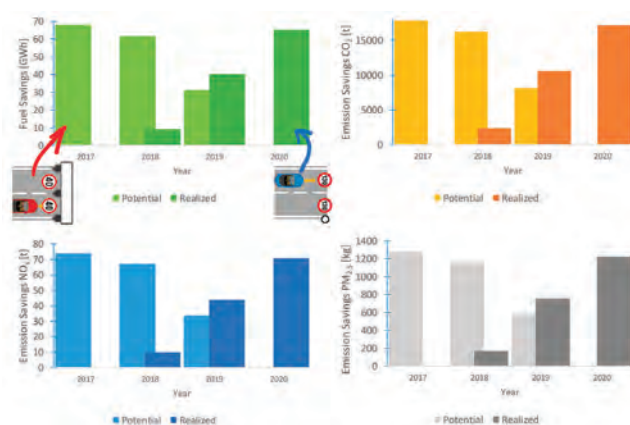 Fuel Savings [GWh]
70
60
50
40
30
20
10
0
2017 2018 2019 2020
Year
Potential Realized
Emission Savings CO₂ [t]
15000
10000
5000
0
2017 2018 2019 2020
Year
Potential Realized
40
40
Emission Savings NOₓ [t]
80
70
60
50
40
30
20
10
0
2017 2018 2019 2020
Year
Potential Realized
Emission Savings PM₂.₅ [kg]
1400
1200
1000
800
600
400
200
0
2017 2018 2019 2020
Year
Potential Realized